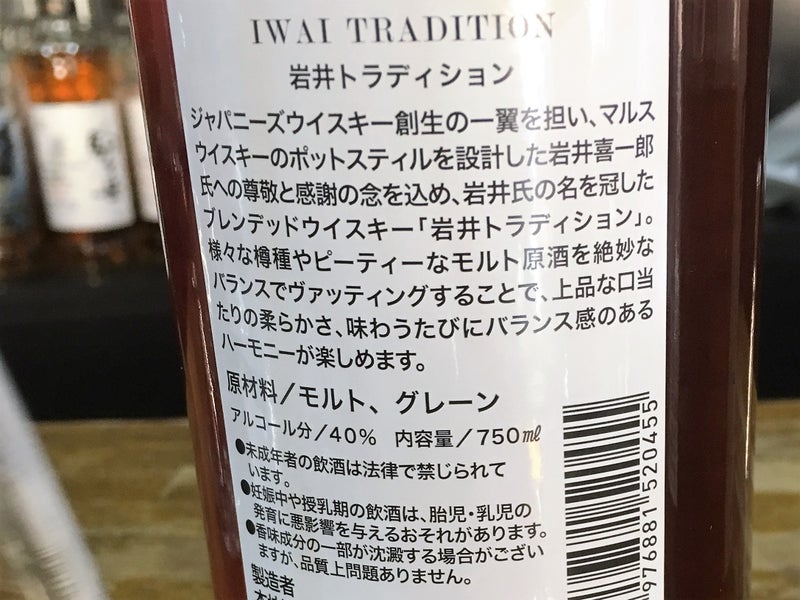 IWAI TRADITION
岩井トラディション
ジャパニーズウイスキー創生の一翼を担い、マルス
ウイスキーのポットスティルを設計した岩井喜一郎
氏への尊敬と感謝の念を込め、岩井氏の名を冠した
ブレンデッドウイスキー「岩井トラディション」。
様々な樽種やピーティーなモルト原酒を絶妙な
バランスでヴァッティングすることで、上品な口当
たりの柔らかさ、味わうたびにバランス感のある
ハーモニーが楽しめます。
原材料/モルト、グレーン
アルコール分/40% 内容量/750㎖
●未成年者の飲酒は法律で禁じられて
います。
●妊娠中や授乳期の飲酒は、胎児・乳児の
発育に悪影響を与えるおそれがあります。
●香味成分の一部が沈澱する場合がござい
ますが、品質上問題ありません。
製造者
976881 520455